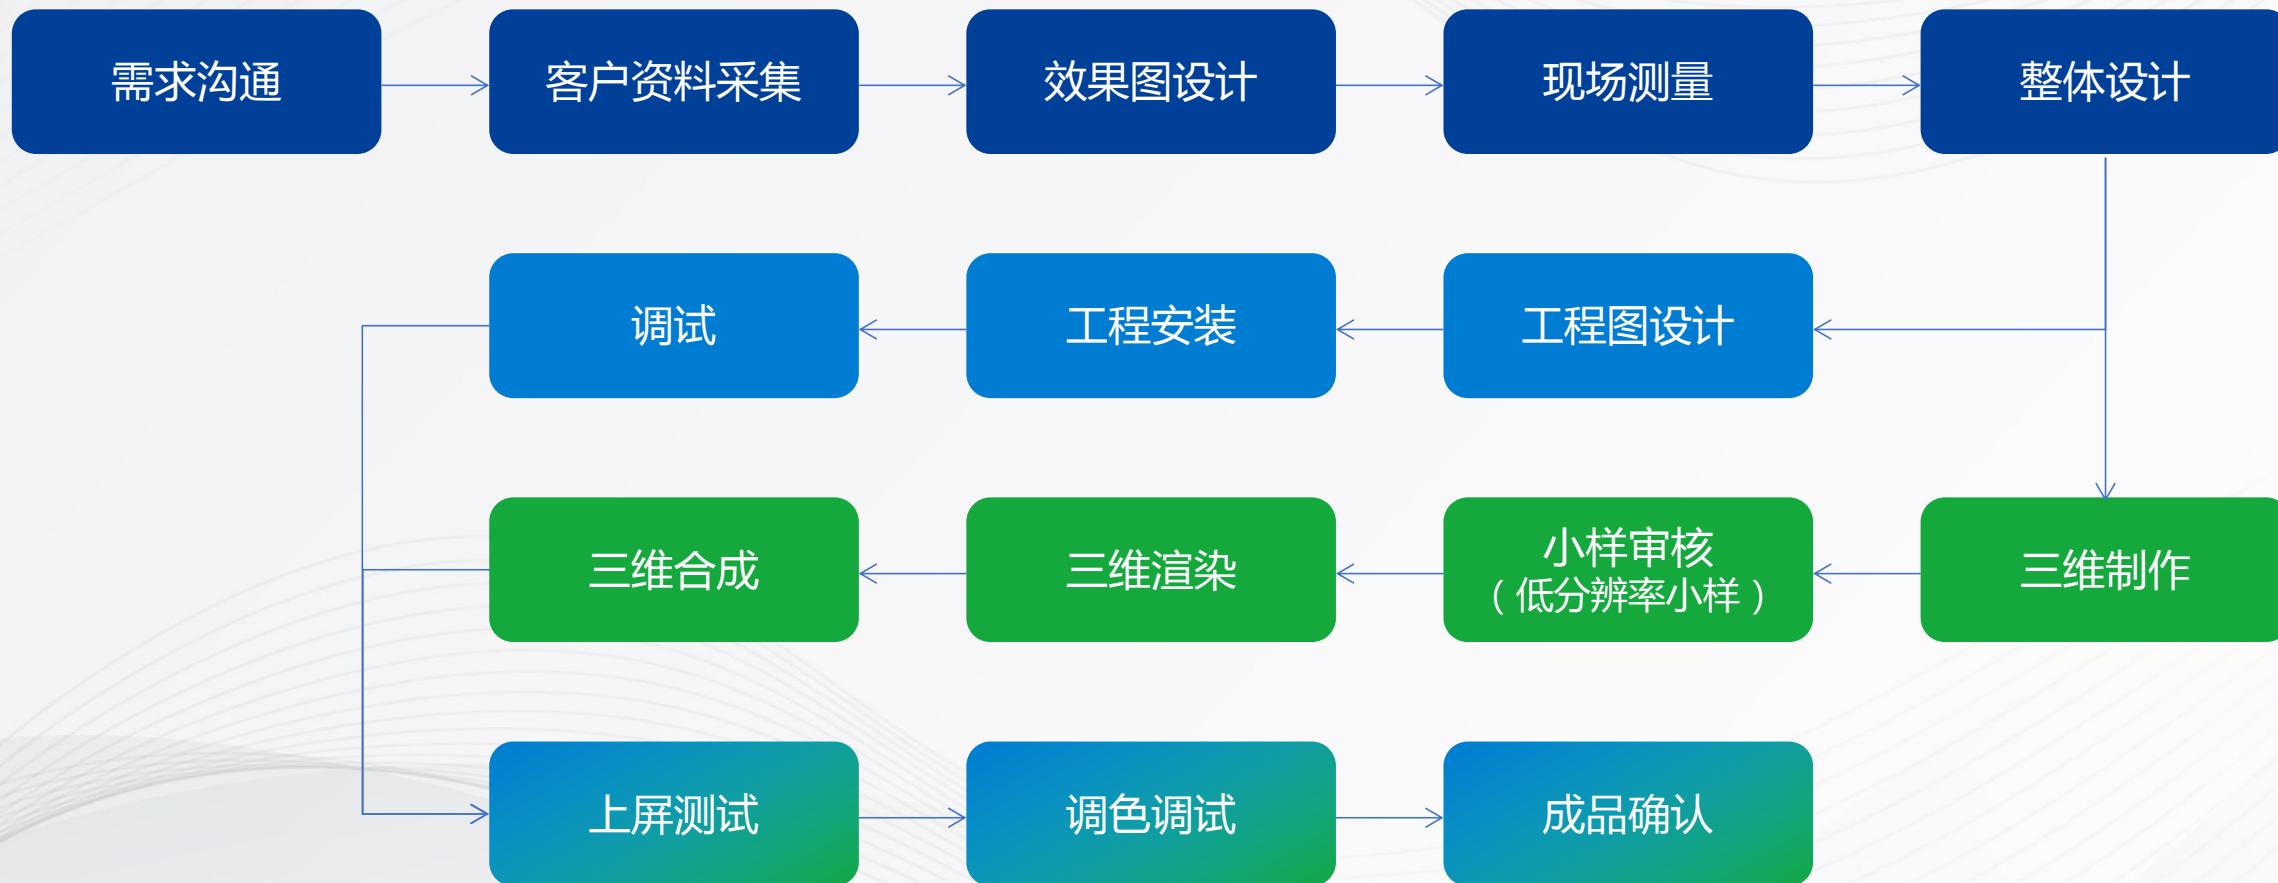 需求沟通
客户资料采集
效果图设计
现场测量
整体设计
调试
工程安装
工程图设计
三维合成
三维渲染
小样审核
（低分辨率小样）
三维制作
上屏测试
调色调试
成品确认